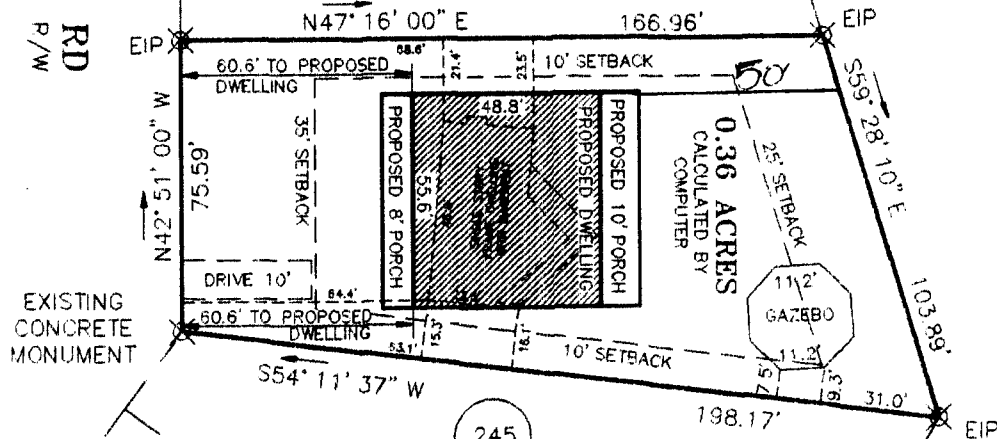 N47° 16' 00" E
166.96'
EIP
EIP
RD
R/W
68.6'
60.6' TO PROPOSED
DWELLING
21.4'
23.5'
10' SETBACK
50'
S59° 28' 10" E
103.89'
N42° 51' 00" W
75.59'
35' SETBACK
PROPOSED 8' PORCH
48.8'
55.6'
PROPOSED DWELLING
PROPOSED 10' PORCH
0.36 ACRES
CALCULATED BY
COMPUTER
25' SETBACK
11.2'
GAZEBO
11.2'
DRIVE 10'
64.4'
EXISTING
CONCRETE
MONUMENT
60.6' TO PROPOSED
DWELLING
15.3'
16.1'
63.1'
10' SETBACK
7.5'
9.3'
31.0'
S54° 11' 37" W
198.17'
EIP
245